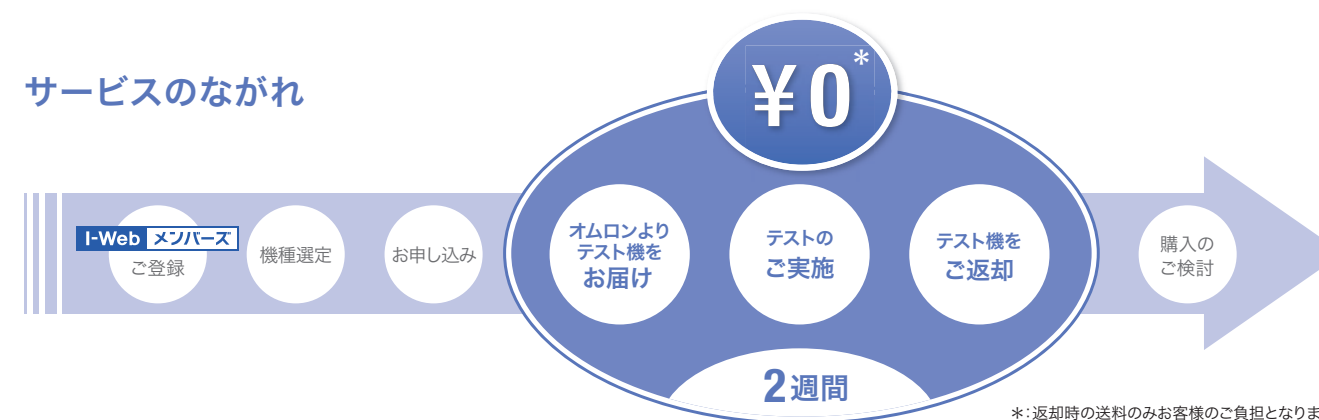 サービスのながれ
¥0*
I-Web メンバーズ
ご登録
機種選定
お申し込み
オムロンより
テスト機を
お届け
テストの
ご実施
テスト機を
ご返却
購入の
ご検討
2週間
*:返却時の送料のみお客様のご負担となりま